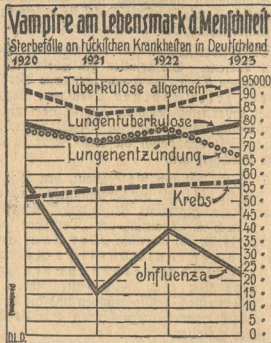 Vampire am Lebensmark d. Menschheit
Sterbefälle an tückischen Krankheiten in Deutschland
1920 1921 1922 1923
Tuberkulose allgemein
Lungentuberkulose
Lungenentzündung
Krebs
Influenza
95000
90 "
85 "
80 "
75 "
70 "
65 "
60 "
55 "
50 "
45 "
40 "
35 "
30 "
25 "
20 "
15 "
10 "
5 "
0 "
D.L.D.